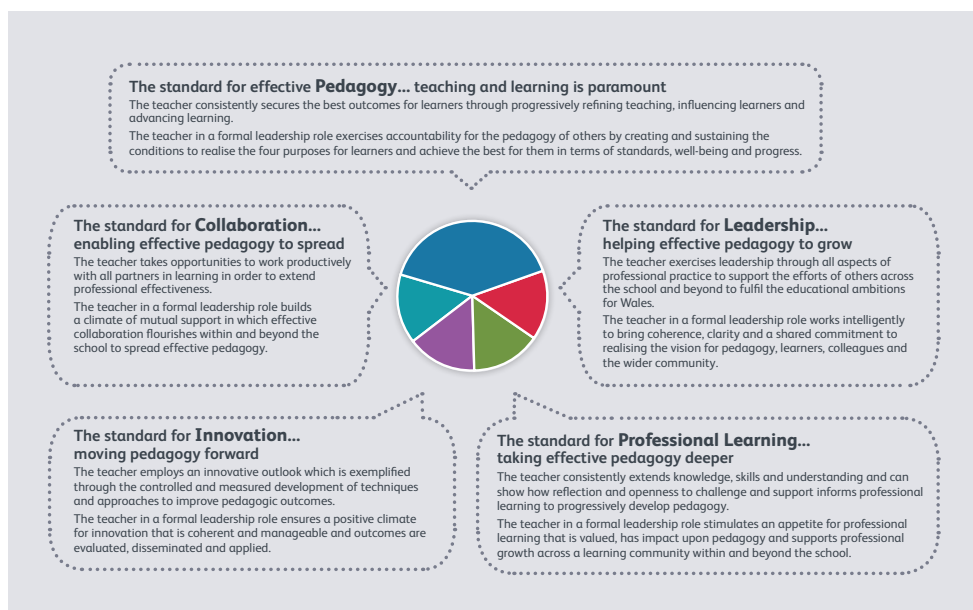 The standard for effective Pedagogy... teaching and learning is paramount
The teacher consistently secures the best outcomes for learners through progressively refining teaching, influencing learners and
advancing learning.
The teacher in a formal leadership role exercises accountability for the pedagogy of others by creating and sustaining the
conditions to realise the four purposes for learners and achieve the best for them in terms of standards, well-being and progress.
The standard for Collaboration...
enabling effective pedagogy to spread
The teacher takes opportunities to work productively
with all partners in learning in order to extend
professional effectiveness.
The teacher in a formal leadership role builds
a climate of mutual support in which effective
collaboration flourishes within and beyond the
school to spread effective pedagogy.
The standard for Leadership...
helping effective pedagogy to grow
The teacher exercises leadership through all aspects of
professional practice to support the efforts of others across
the school and beyond to fulfil the educational ambitions
for Wales.
The teacher in a formal leadership role works intelligently
to bring coherence, clarity and a shared commitment to
realising the vision for pedagogy, learners, colleagues and
the wider community.
The standard for Innovation...
moving pedagogy forward
The teacher employs an innovative outlook which is exemplified
through the controlled and measured development of techniques
and approaches to improve pedagogic outcomes.
The teacher in a formal leadership role ensures a positive climate
for innovation that is coherent and manageable and outcomes are
evaluated, disseminated and applied.
The standard for Professional Learning...
taking effective pedagogy deeper
The teacher consistently extends knowledge, skills and understanding and can
show how reflection and openness to challenge and support informs professional
learning to progressively develop pedagogy.
The teacher in a formal leadership role stimulates an appetite for professional
learning that is valued, has impact upon pedagogy and supports professional
growth across a learning community within and beyond the school.